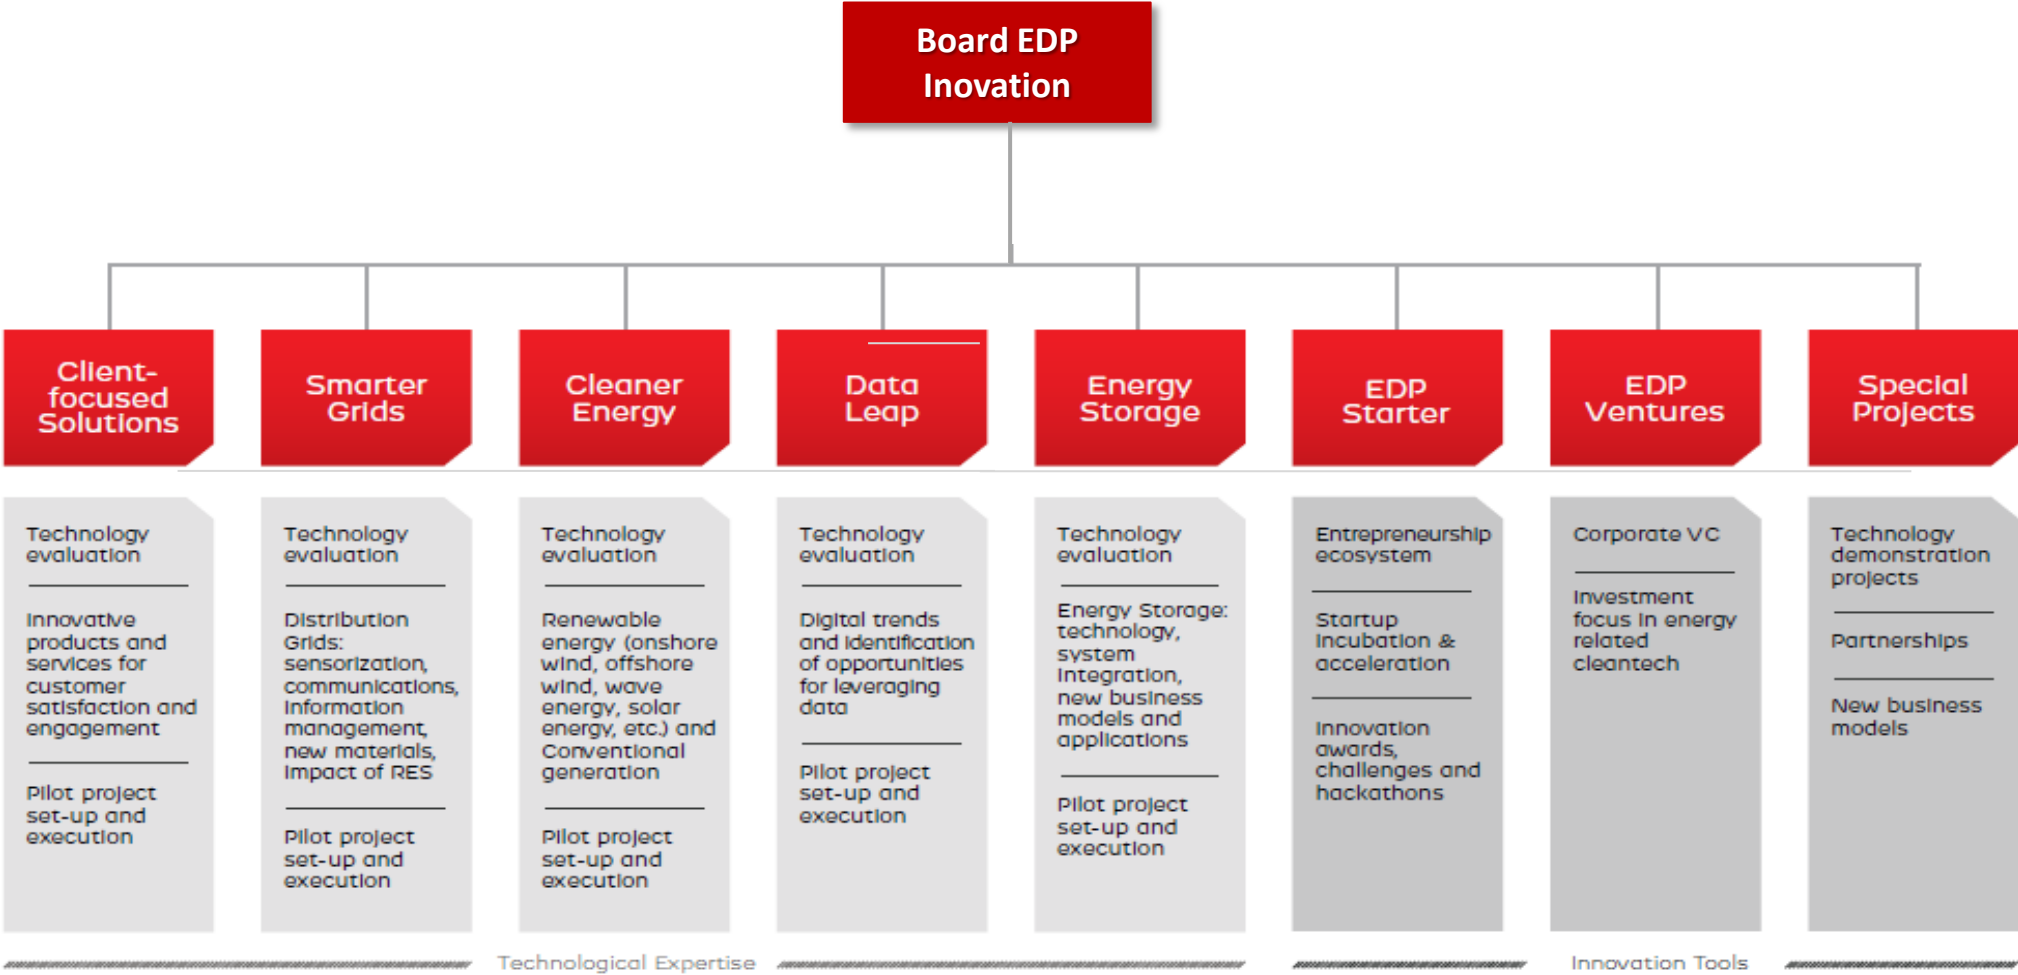 Board EDP
Inovation
Client-
focused
Solutions
Smarter
Grids
Cleaner
Energy
Data
Leap
Energy
Storage
EDP
Starter
EDP
Ventures
Special
Projects
Technology
evaluation
Innovative
products and
services for
customer
satisfaction and
engagement
Pilot project
set-up and
execution
Technology
evaluation
Distribution
Grids:
sensorization,
communications,
information
management,
new materials,
Impact of RES
Pilot project
set-up and
execution
Technology
evaluation
Renewable
energy (onshore
wind, offshore
wind, wave
energy, solar
energy, etc.) and
Conventional
generation
Pilot project
set-up and
execution
Technology
evaluation
Digital trends
and identification
of opportunities
for leveraging
data
Pilot project
set-up and
execution
Technology
evaluation
Energy Storage:
technology,
system
integration,
new business
models and
applications
Pilot project
set-up and
execution
Entrepreneurship
ecosystem
Startup
incubation &
acceleration
Innovation
awards,
challenges and
hackathons
Corporate VC
Investment
focus in energy
related
cleantech
Technology
demonstration
projects
Partnerships
New business
models
Technological Expertise
Innovation Tools